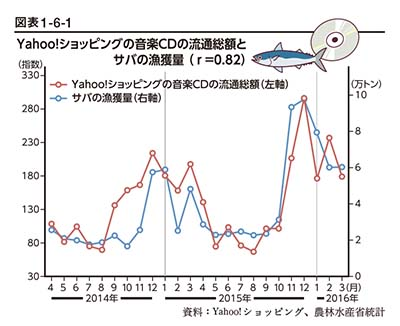 図表1-6-1
Yahoo!ショッピングの音楽CDの流通総額と
サバの漁獲量（r＝0.82）
(指数) (万トン)
Yahoo!ショッピングの音楽CDの流通総額(左軸)
サバの漁獲量(右軸)
330 10
280 8
230 6
180
130 4
80 2
30 0
4 5 6 7 8 9 10 11 12 1 2 3 4 5 6 7 8 9 10 11 12 1 2 3(月)
2014年 2015年 2016年
資料：Yahoo!ショッピング、農林水産省統計